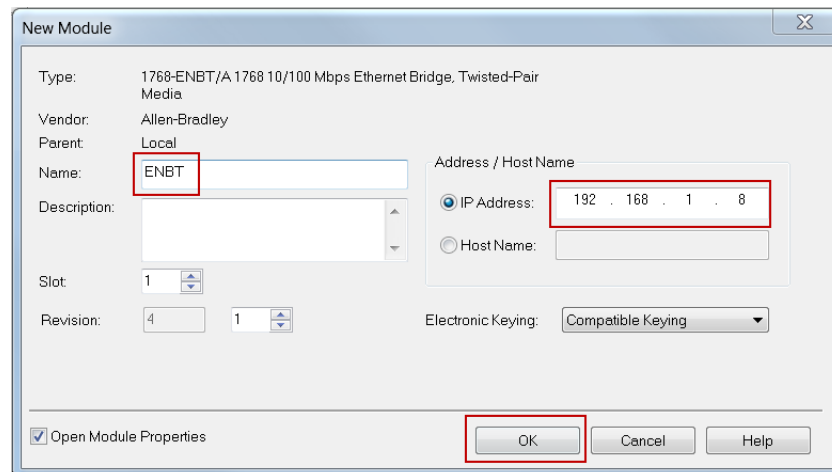 New Module
Type: 1768-ENBT/A 1768 10/100 Mbps Ethernet Bridge, Twisted-Pair
Media
Vendor: Allen-Bradley
Parent: Local
Name: ENBT
Address / Host Name
IP Address: 192 . 168 . 1 . 8
Description:
Host Name:
Slot: 1
Revision: 4 1
Electronic Keying: Compatible Keying
Open Module Properties
OK Cancel Help